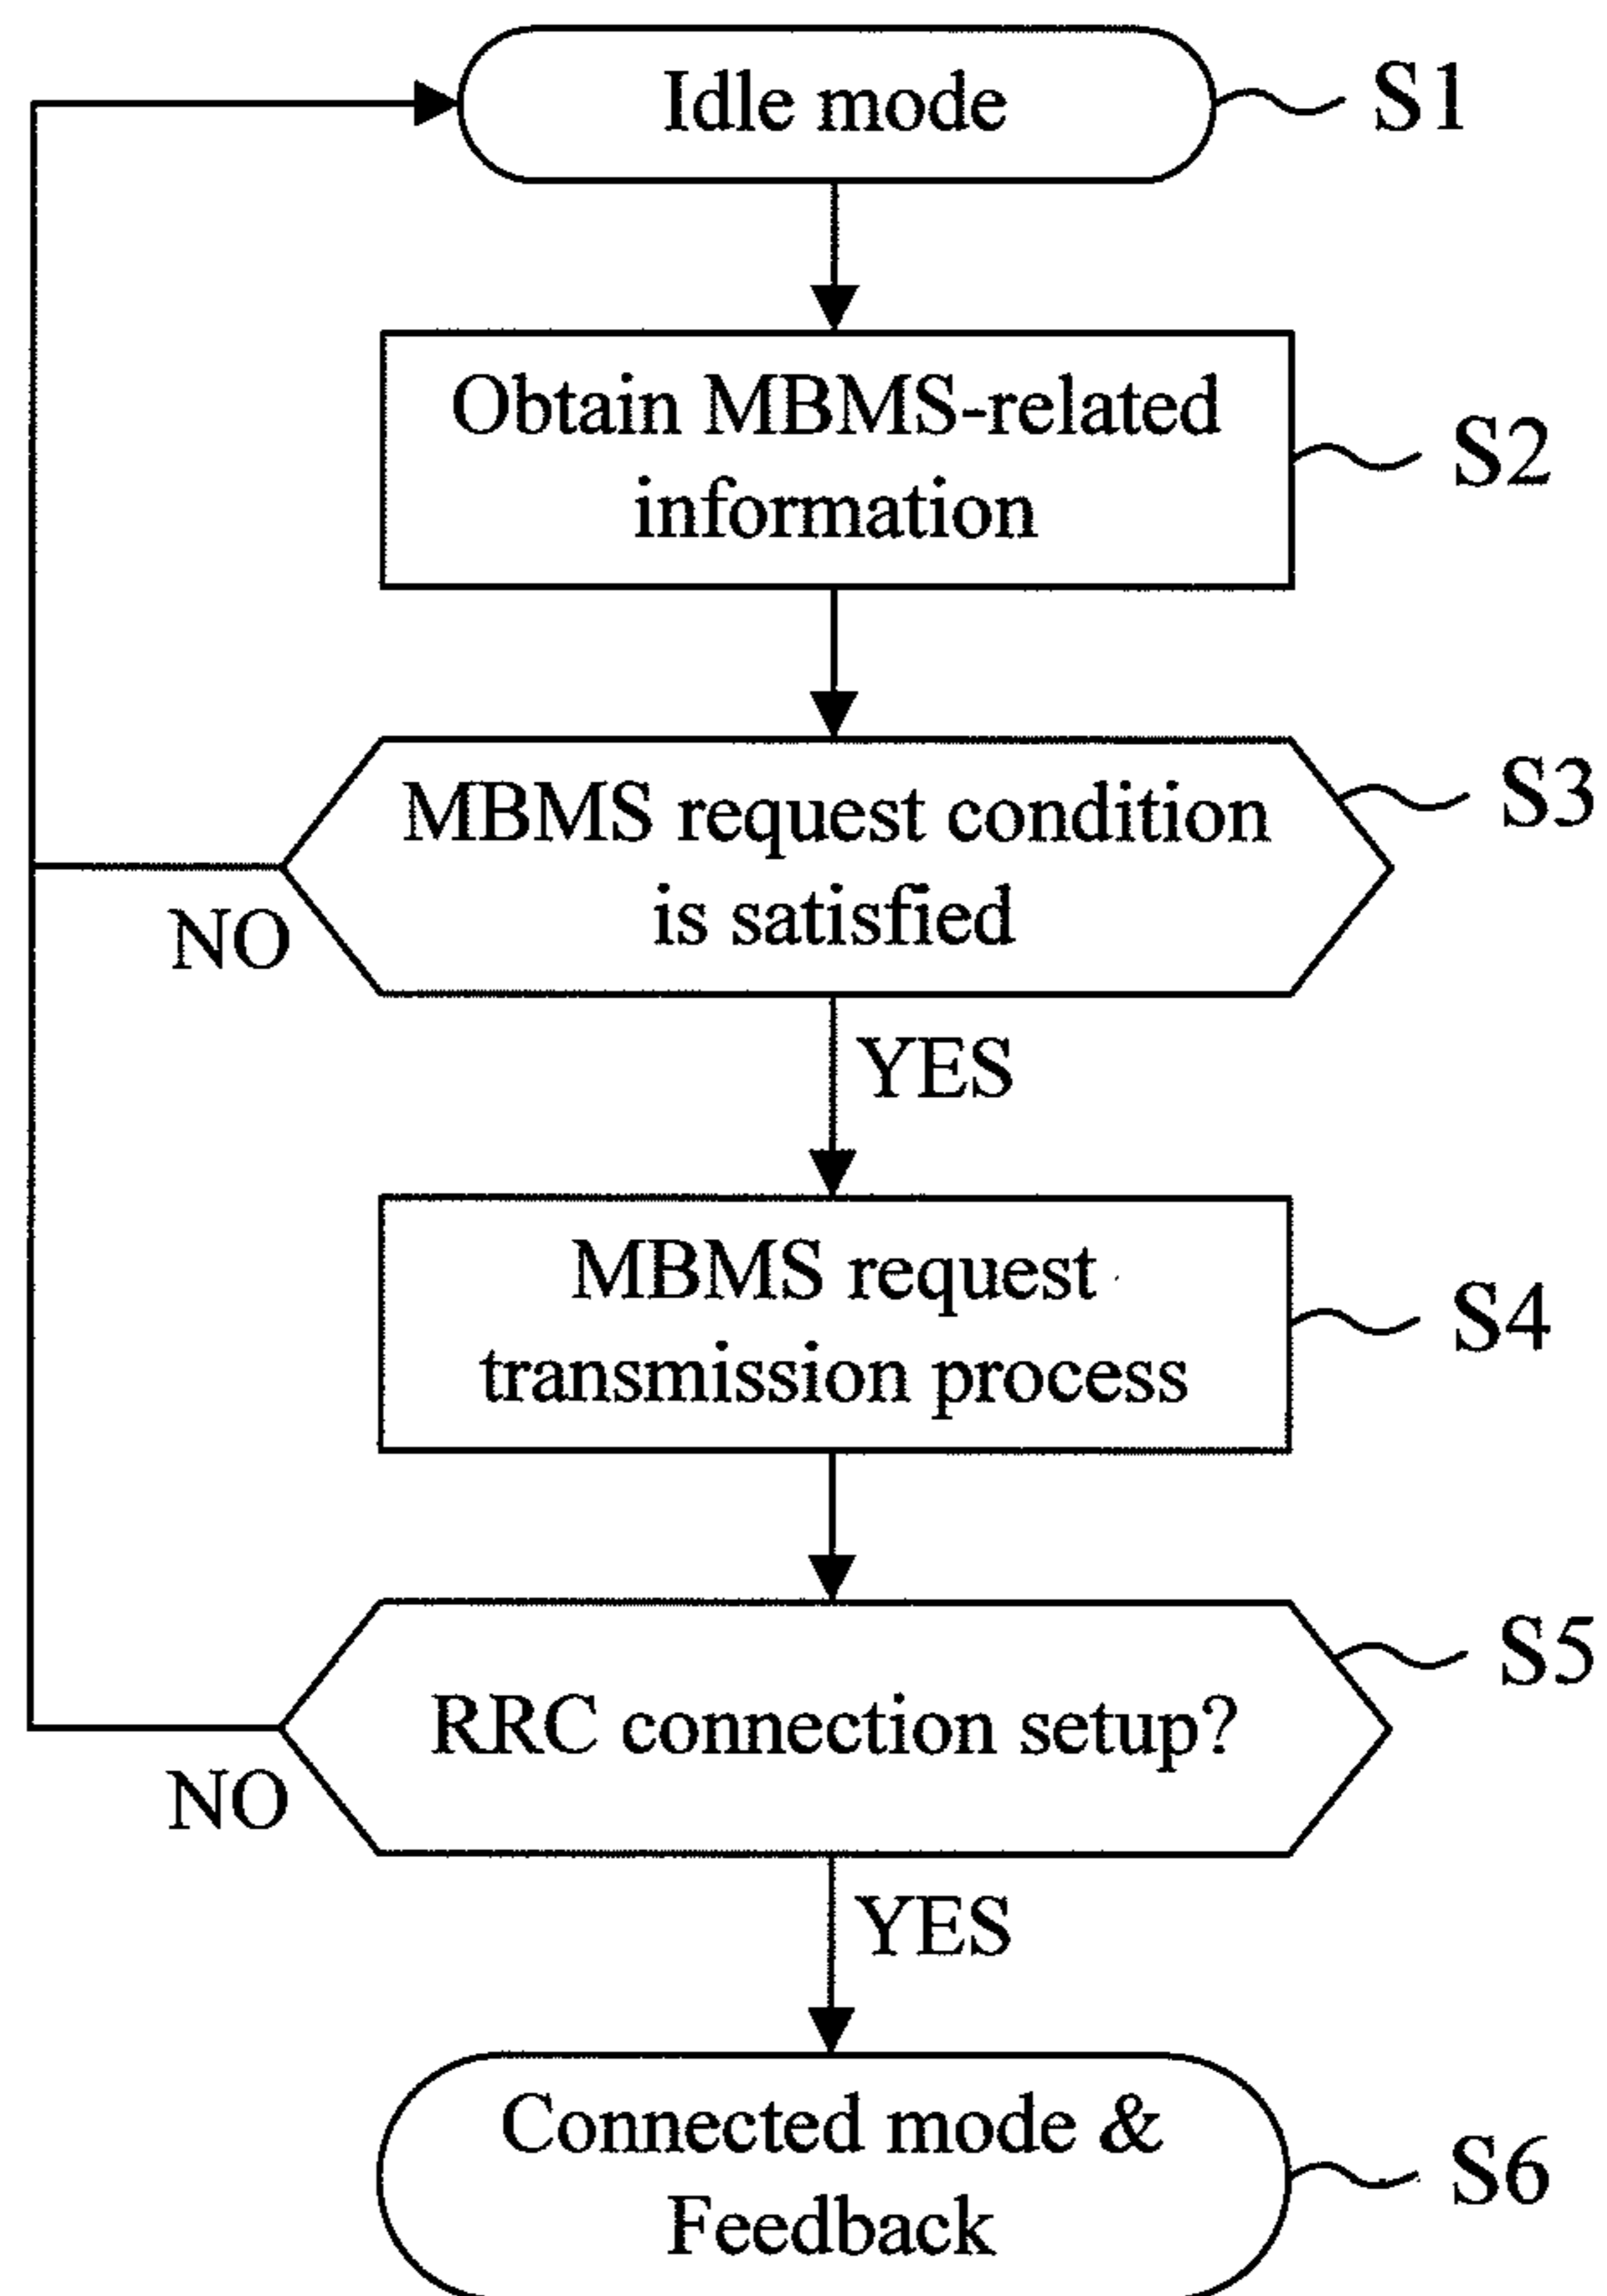 Idle mode
S1
Obtain MBMS-related
information
S2
MBMS request condition
is satisfied
S3
NO
YES
MBMS request
transmission process
S4
RRC connection setup?
S5
NO
YES
Connected mode &
Feedback
S6